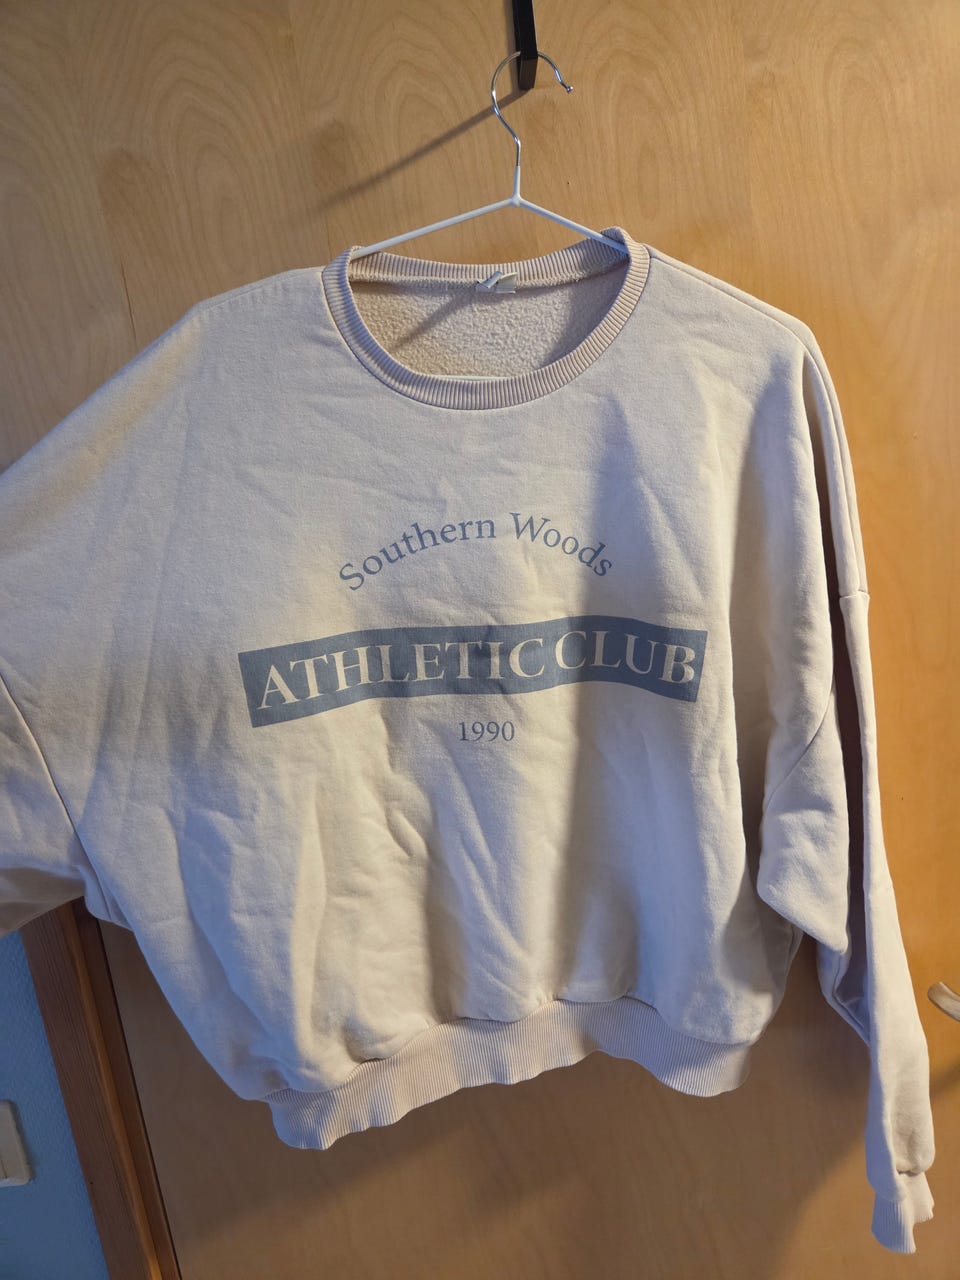 Southern Woods
ATHLETIC CLUB
1990